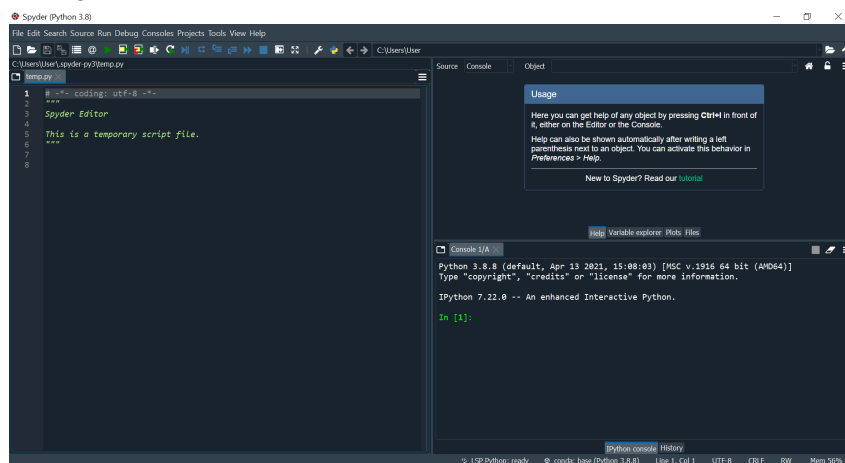 Spyder (Python 3.8)
File Edit Search Source Run Debug Consoles Projects Tools View Help
C:\Users\User
C:\Users\User\.spyder-py3\temp.py
temp.py
1 # -*- coding: utf-8 -*-
2 """
3 Spyder Editor
4
5 This is a temporary script file.
6 """
7
8
Source Console Object
Usage
Here you can get help of any object by pressing Ctrl+I in front of
it, either on the Editor or the Console.
Help can also be shown automatically after writing a left
parenthesis next to an object. You can activate this behavior in
Preferences > Help.
New to Spyder? Read our tutorial
Help Variable explorer Plots Files
Console 1/A
Python 3.8.8 (default, Apr 13 2021, 15:08:03) [MSC v.1916 64 bit (AMD64)]
Type "copyright", "credits" or "license" for more information.
IPython 7.22.0 -- An enhanced Interactive Python.
In [1]:
IPython console History
LSP Python: ready conda: base (Python 3.8.8) Line 1, Col 1 UTF-8 CRLF RW Mem 56%